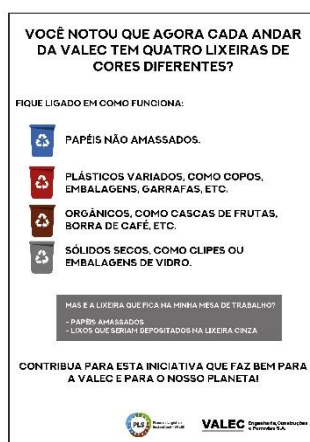 VOCÊ NOTOU QUE AGORA CADA ANDAR
DA VALEC TEM QUATRO LIXEIRAS DE
CORES DIFERENTES?
FIQUE LIGADO EM COMO FUNCIONA:
PAPÉIS NÃO AMASSADOS.
PLÁSTICOS VARIADOS, COMO COPOS,
EMBALAGENS, GARRAFAS, ETC.
ORGÂNICOS, COMO CASCAS DE FRUTAS,
BORRA DE CAFÉ, ETC.
SÓLIDOS SECOS, COMO CLIPES OU
EMBALAGENS DE VIDRO.
MAS E A LIXEIRA QUE FICA NA MINHA MESA DE TRABALHO?
- PAPÉIS AMASSADOS
- LIXOS QUE SERIAM DEPOSITADOS NA LIXEIRA CINZA
CONTRIBUA PARA ESTA INICIATIVA QUE FAZ BEM PARA
A VALEC E PARA O NOSSO PLANETA!
PLS
VALEC Engenharia, Construções
e Ferrovias S.A.